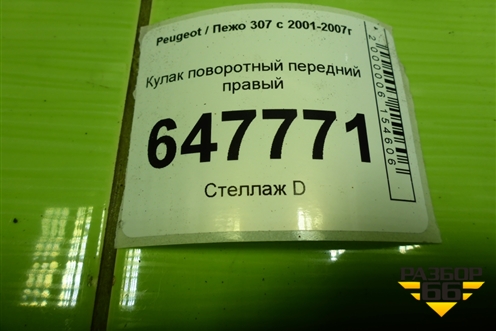 Peugeot / Пежо 307 с 2001-2007г
Кулак поворотный передний
правый
647771
Стеллаж D
2000006154606
РАЗБОР
66